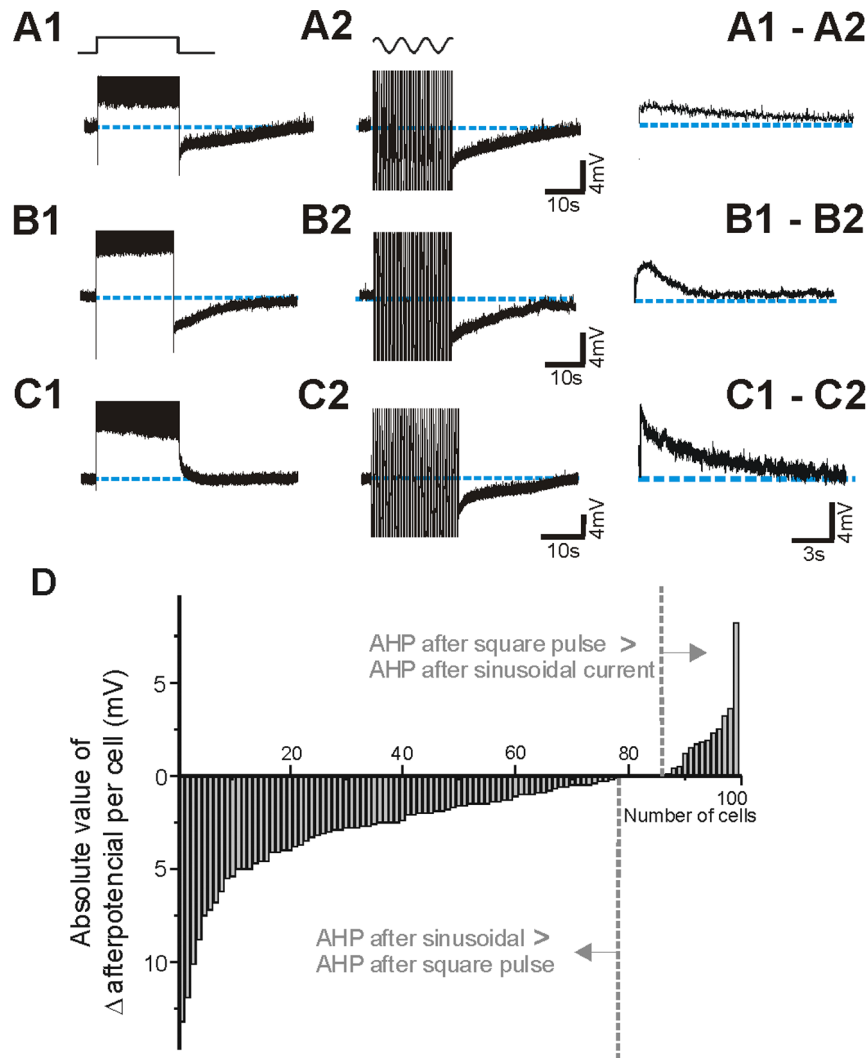 A1
A2
A1 - A2
4mV
10s
B1
B2
B1 - B2
4mV
10s
C1
C2
C1 - C2
4mV
10s
4mV
3s
D
AHP after square pulse >
AHP after sinusoidal current
5
20
40
60
80
0
100
Number of cells
5
10
AHP after sinusoidal >
AHP after square pulse
Absolute value of
Δ afterpotencial per cell (mV)